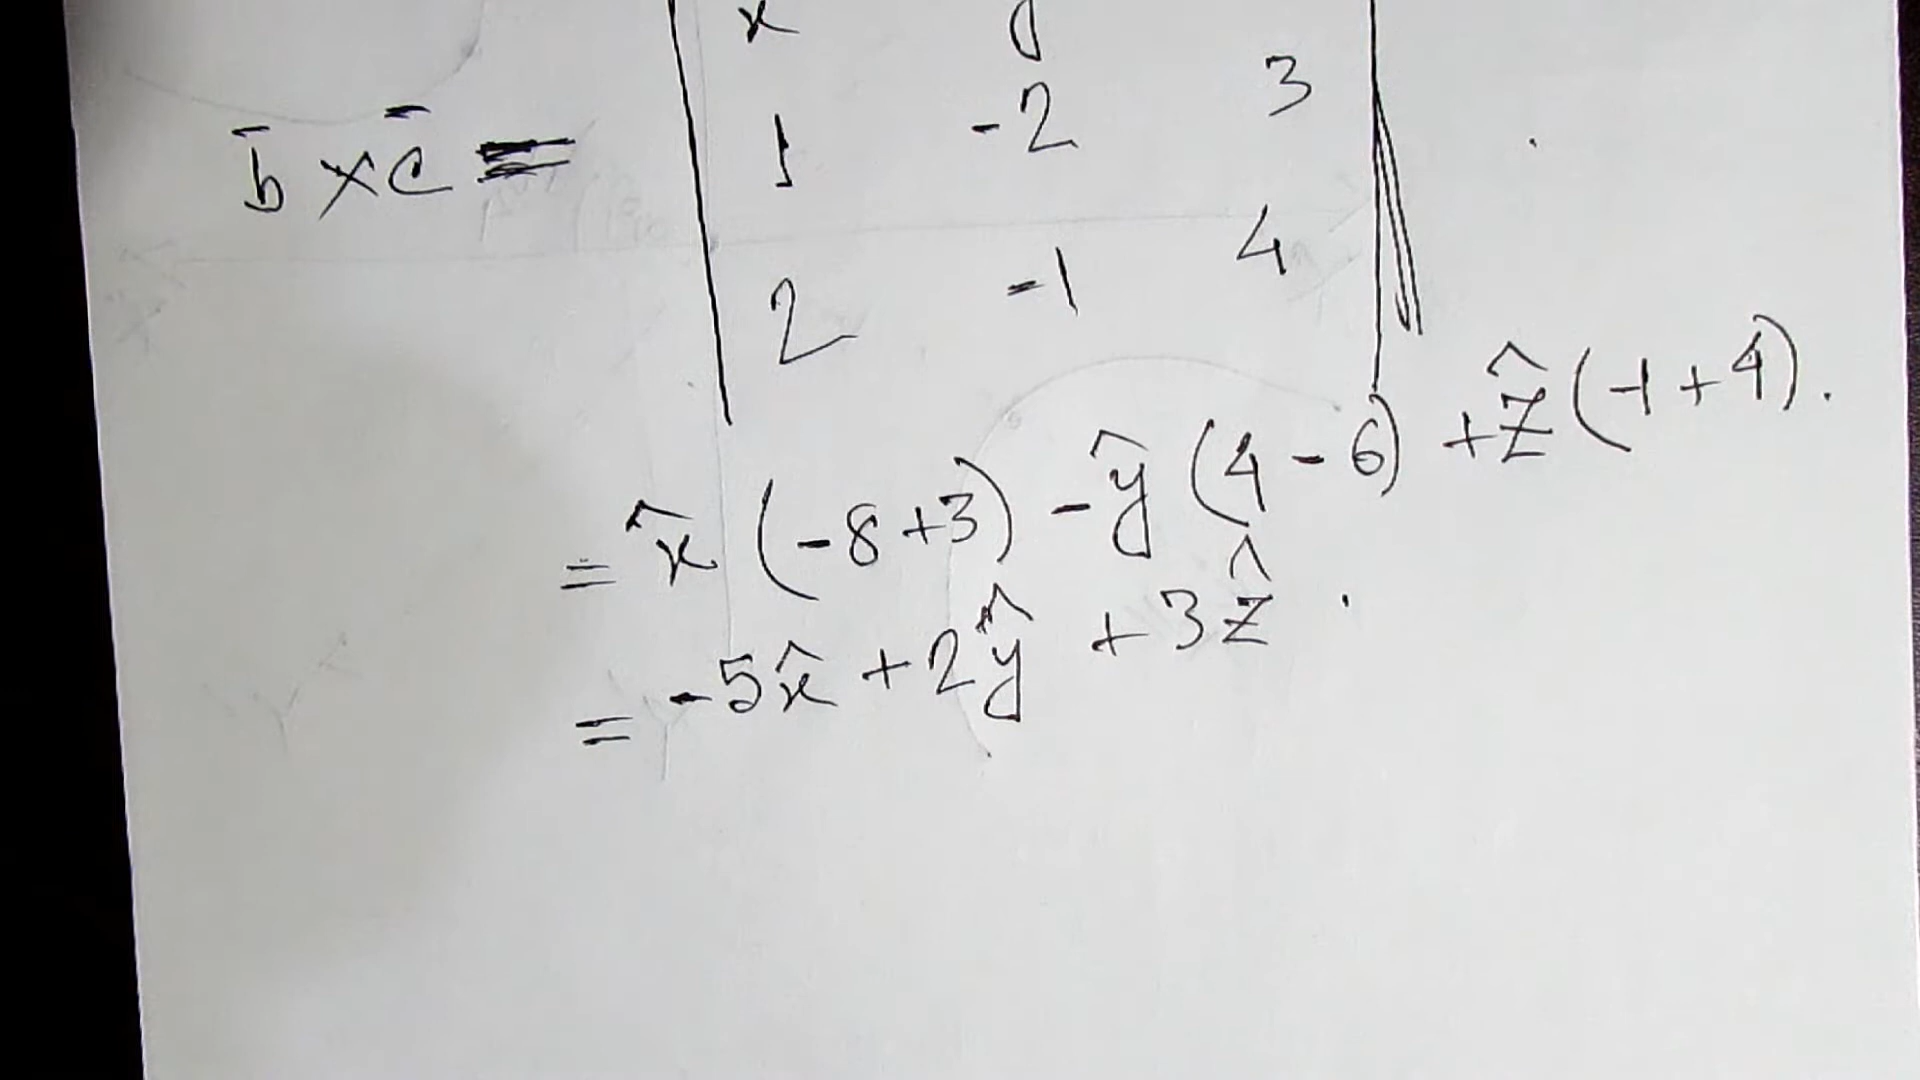 x y
b̄ × c̄ = | 1 -2 3 |
2 -1 4
= x̂ (-8+3) - ŷ (4-6) + ẑ (-1+4).
= -5x̂ + 2ŷ + 3ẑ .